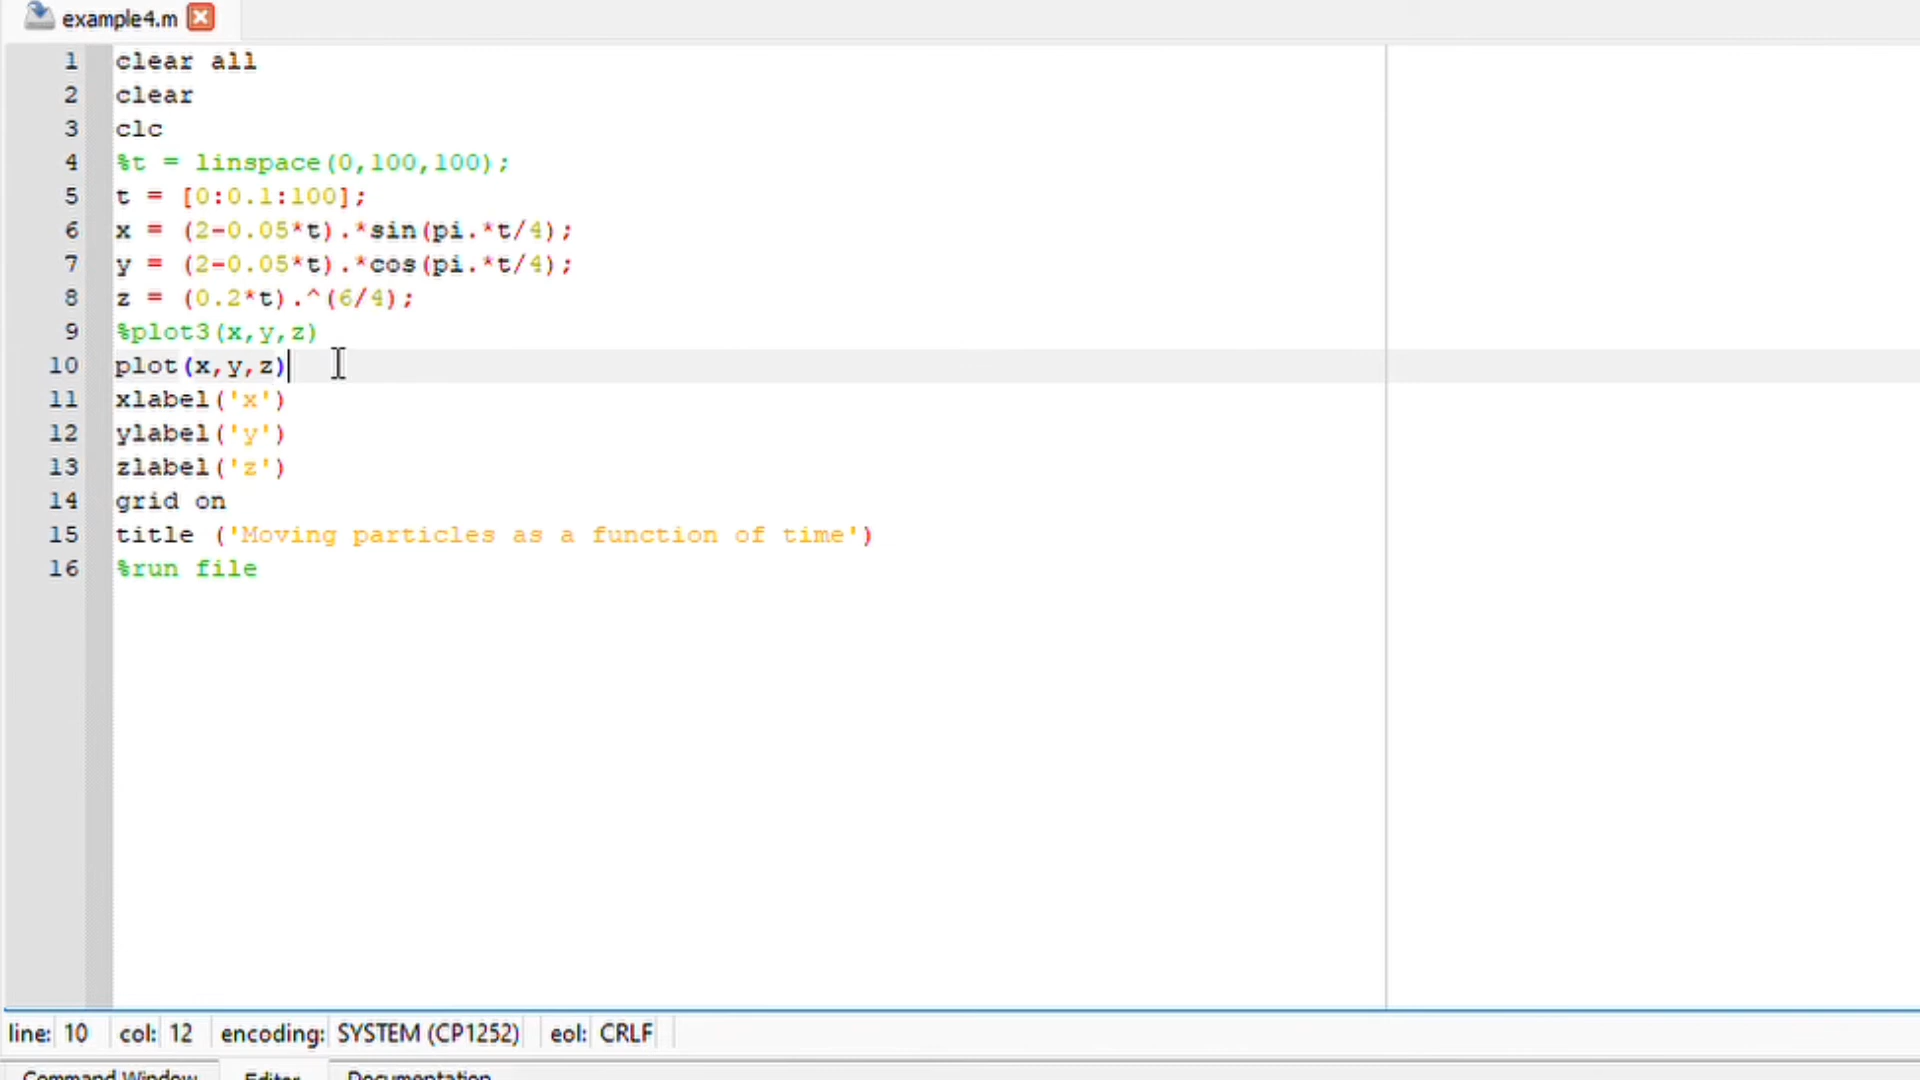 example4.m
1 clear all
2 clear
3 clc
4 %t = linspace(0,100,100);
5 t = [0:0.1:100];
6 x = (2-0.05*t).*sin(pi.*t/4);
7 y = (2-0.05*t).*cos(pi.*t/4);
8 z = (0.2*t).^(6/4);
9 %plot3(x,y,z)
10 plot(x,y,z)
11 xlabel('x')
12 ylabel('y')
13 zlabel('z')
14 grid on
15 title ('Moving particles as a function of time')
16 %run file
line: 10 col: 12 encoding: SYSTEM (CP1252) eol: CRLF
Command Window Editor Documentation